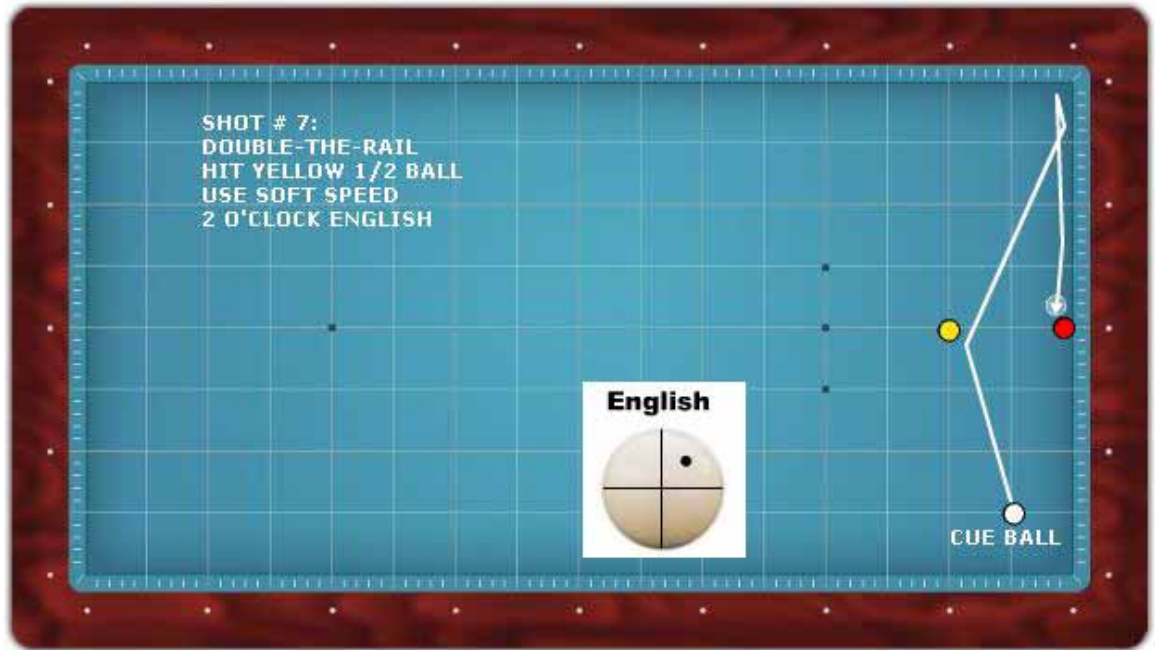 SHOT # 7:
DOUBLE-THE-RAIL
HIT YELLOW 1/2 BALL
USE SOFT SPEED
2 O'CLOCK ENGLISH
English
CUE BALL